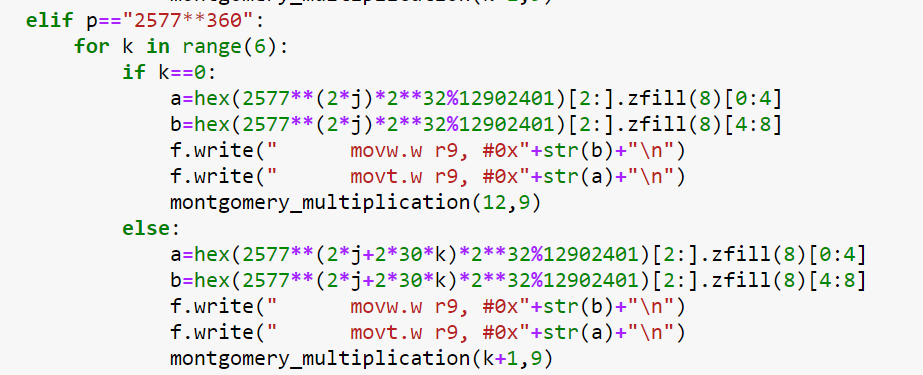 elif p=="2577**360":
for k in range(6):
if k==0:
a=hex(2577**(2*j)*2**32%12902401)[2:].zfill(8)[0:4]
b=hex(2577**(2*j)*2**32%12902401)[2:].zfill(8)[4:8]
f.write("      movw.w r9, #0x"+str(b)+"\n")
f.write("      movt.w r9, #0x"+str(a)+"\n")
montgomery_multiplication(12,9)
else:
a=hex(2577**(2*j+2*30*k)*2**32%12902401)[2:].zfill(8)[0:4]
b=hex(2577**(2*j+2*30*k)*2**32%12902401)[2:].zfill(8)[4:8]
f.write("      movw.w r9, #0x"+str(b)+"\n")
f.write("      movt.w r9, #0x"+str(a)+"\n")
montgomery_multiplication(k+1,9)